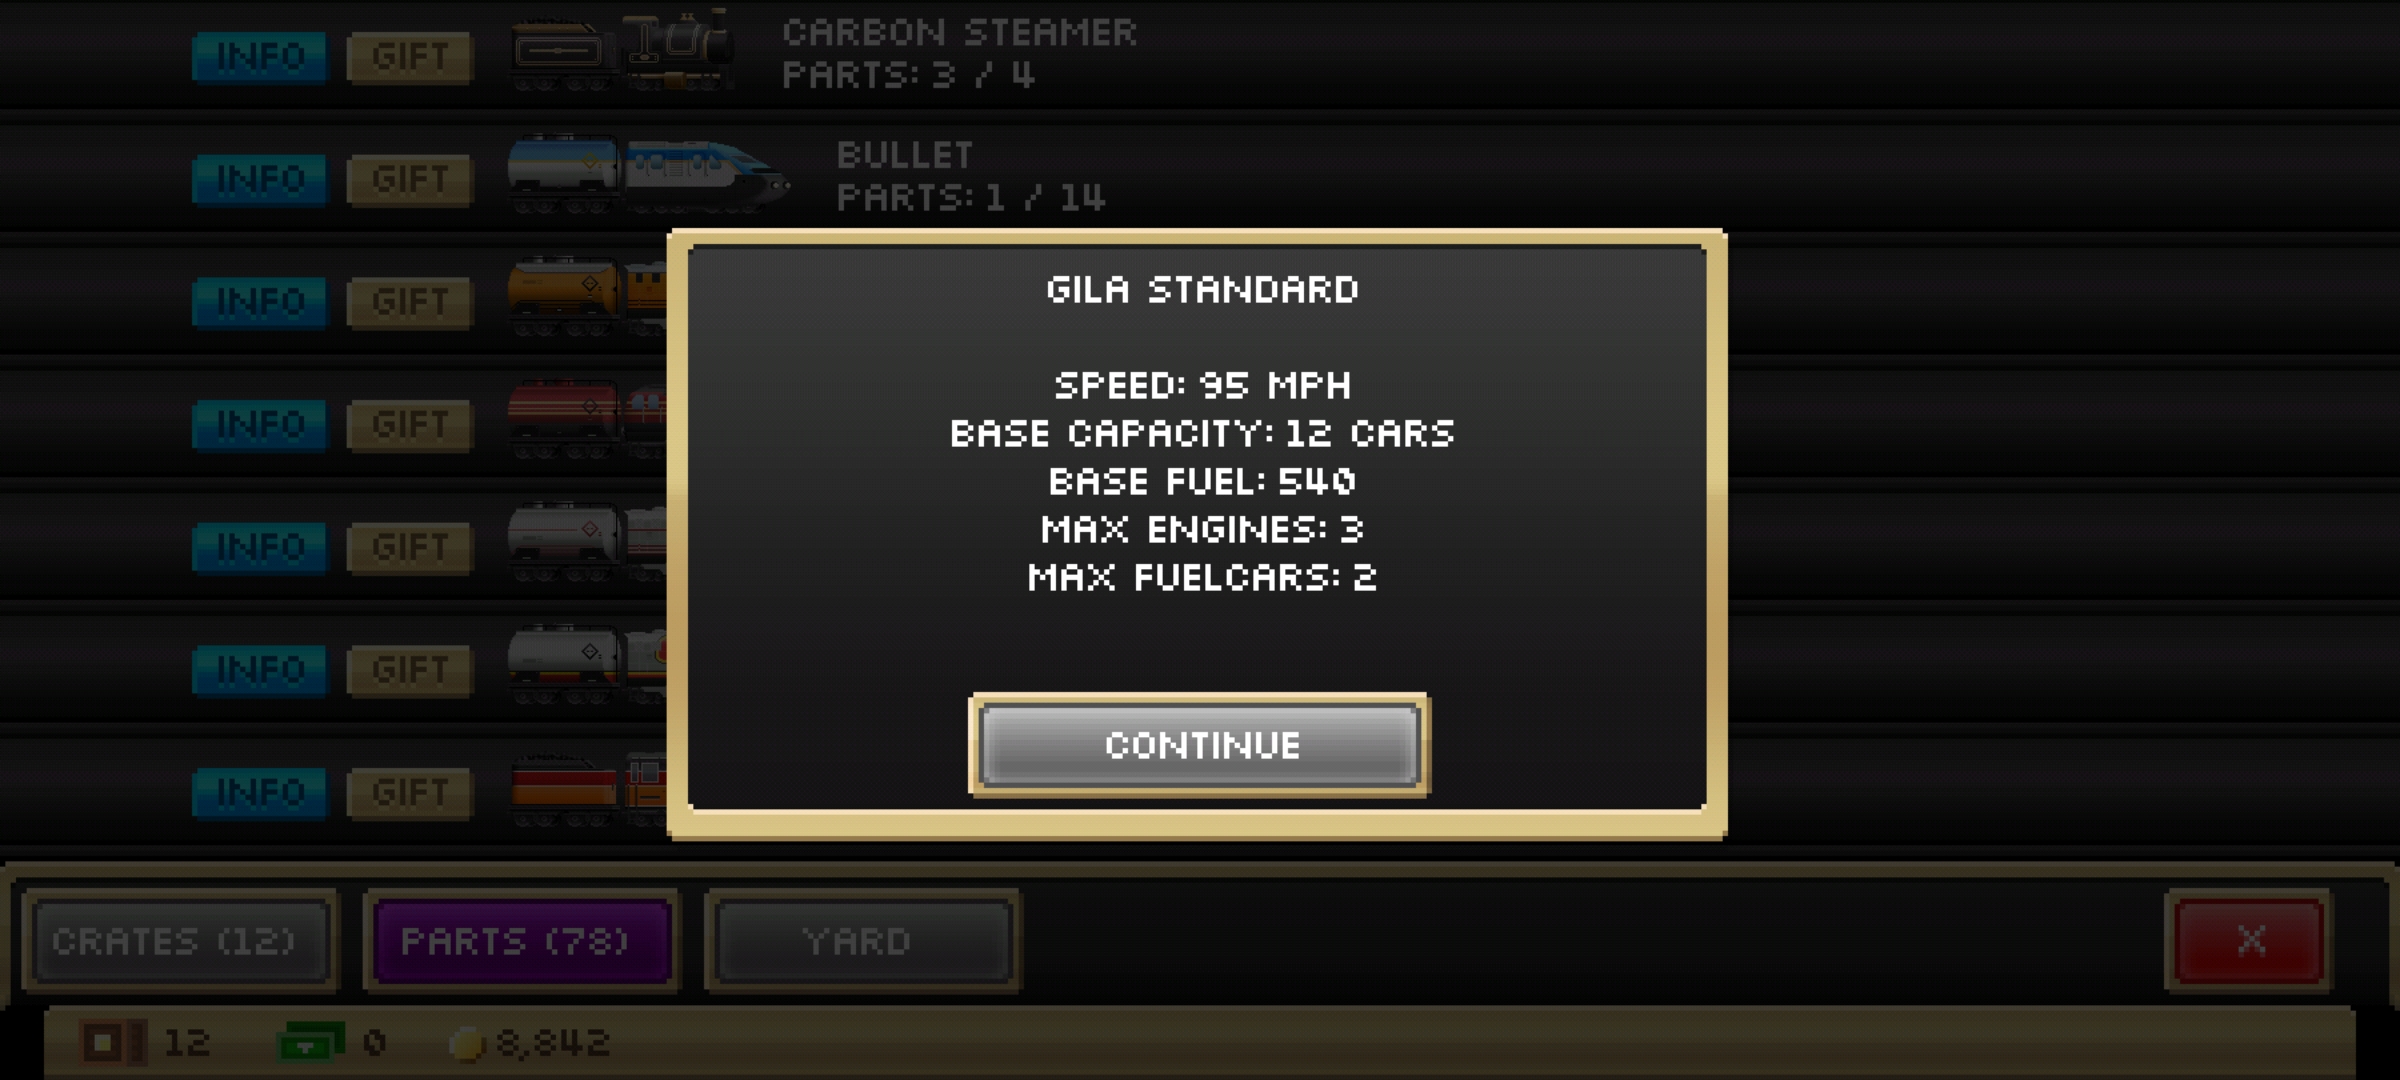 INFO GIFT CARBON STEAMER
PARTS: 3 / 4
INFO GIFT BULLET
PARTS: 1 / 14
INFO GIFT
INFO GIFT
INFO GIFT
INFO GIFT
INFO GIFT
GILA STANDARD
SPEED: 95 MPH
BASE CAPACITY: 12 CARS
BASE FUEL: 540
MAX ENGINES: 3
MAX FUELCARS: 2
CONTINUE
CRATES (12) PARTS (78) YARD X
12 0 8,842